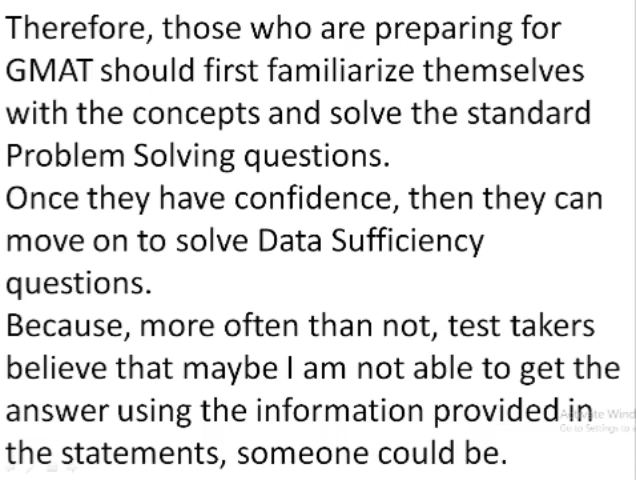 Therefore, those who are preparing for
GMAT should first familiarize themselves
with the concepts and solve the standard
Problem Solving questions.
Once they have confidence, then they can
move on to solve Data Sufficiency
questions.
Because, more often than not, test takers
believe that maybe I am not able to get the
answer using the information provided in
the statements, someone could be.